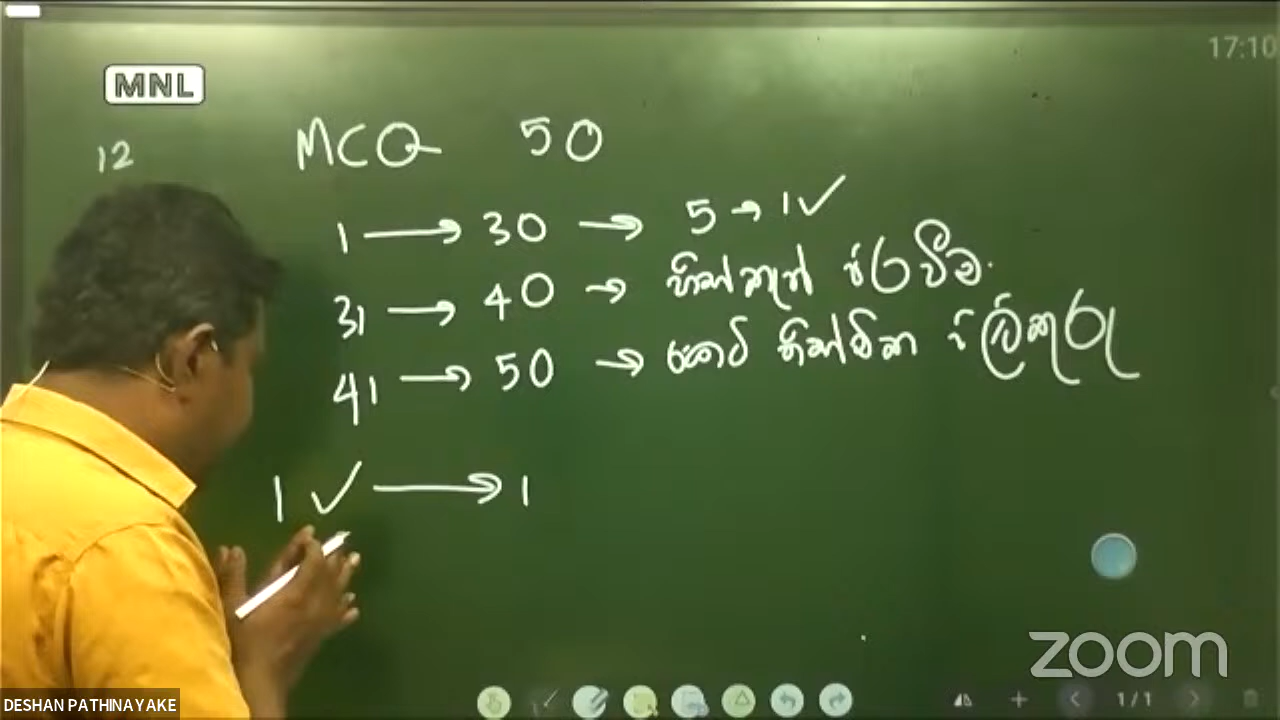 17:10
MNL
12
MCQ 50
1 → 30 → 5 → 1 ✓
31 → 40 → හිස්තැන් පිරවීම.
41 → 50 → කෙටි
1 ✓ → 1
zoom
DESHAN PATHINAYAKE
1/1